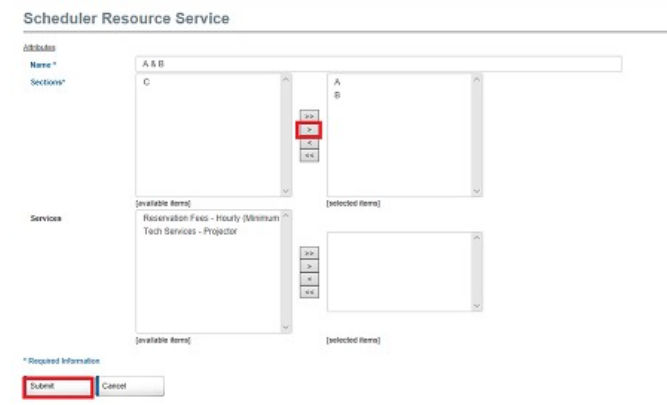 Scheduler Resource Service
Attributes
Name *
A & B
Sections*
C
A
B
>>
>
<
<<
[available items]
[selected items]
Services
Reservation Fees - Hourly (Minimum
Tech Services - Projector
>>
>
<
<<
[available items]
[selected items]
* Required Information
Submit
Cancel